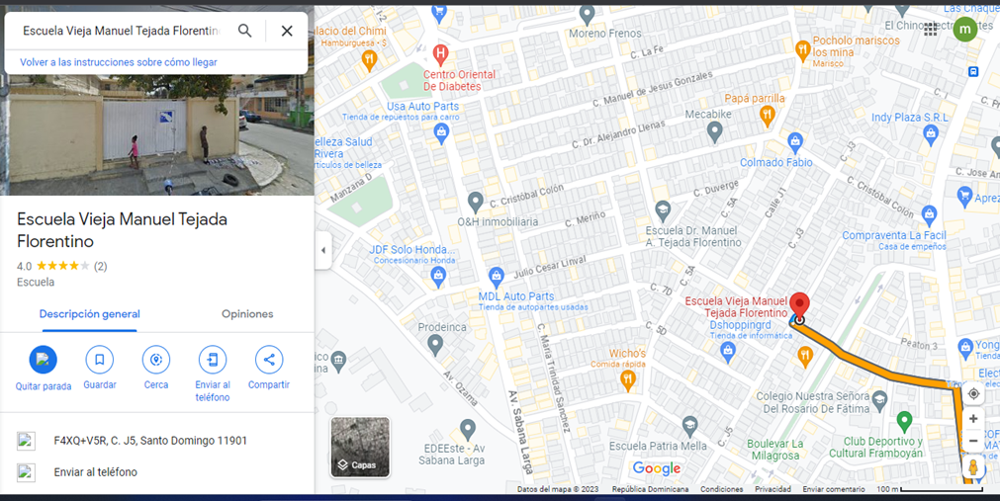 Escuela Vieja Manuel Tejada Florentin
Volver a las instrucciones sobre cómo llegar
Escuela Vieja Manuel Tejada
Florentino
4.0 (2)
Escuela
Descripción general
Opiniones
Quitar parada
Guardar
Cerca
Enviar al
teléfono
Compartir
F4XQ+V5R, C. J5, Santo Domingo 11901
Enviar al teléfono
lacio del Chimi
Hamburguesa • $
Centro Oriental
De Diabetes
Moreno Frenos
C. La Fe
Pocholo mariscos
los mina
Marisco
Las Chaque
El Chino
m
C. Manuel de Jesus Gonzales
Usa Auto Parts
Tienda de repuestos para carro
Papá parrilla
Mecabike
C. Dr. Alejandro Llenas
Indy Plaza S.R.L
Colmado Fabio
C. J3
C. Jose An
elleza Salud
Rivera
artículos de belleza
Manzana D
C. Cristóbal Colón
C. Duverge
C. 5A
Calle J1
C. Cristóbal Colón
Aprez
O&H inmobiliaria
C. Meriño
Escuela Dr. Manuel
A. Tejada Florentino
C. J3
Compraventa La Facil
Casa de empeños
JDF Solo Honda
Concesionario Honda
Julio Cesar Linval
C. 5A
C. 7D
MDL Auto Parts
Tienda de autopartes usadas
Escuela Vieja Manuel
Tejada Florentino
Dshoppingrd
Tienda de informática
Prodeinca
C. Maria Trinidad Sanchez
Wicho's
Comida rápida
Peaton 3
Yong
Elect
Av. Ozama
Av. Sabana Larga
Colegio Nuestra Señora
Del Rosario De Fátima
EDEEste - Av
Sabana Larga
Escuela Patria Mella
Boulevar La
Milagrosa
Club Deportivo y
Cultural Framboyán
Capas
Google
Datos del mapa © 2023
República Dominicana
Condiciones
Privacidad
Enviar comentario
100 m